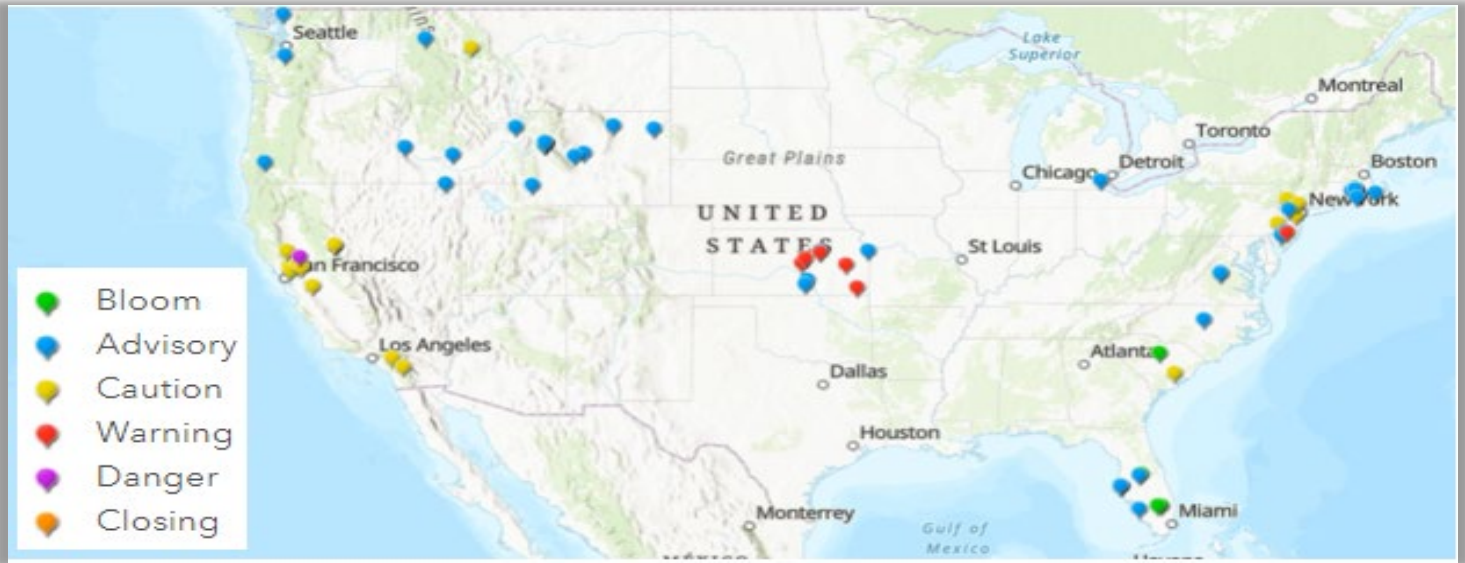 Lake
Superior
Seattle
Montreal
Toronto
Great Plains
Chicago
Detroit
Boston
New York
UNITED
STATES
St Louis
an Francisco
Bloom
Advisory
Caution
Warning
Danger
Closing
Los Angeles
Atlanta
Dallas
Houston
Monterrey
Gulf of
Mexico
Miami